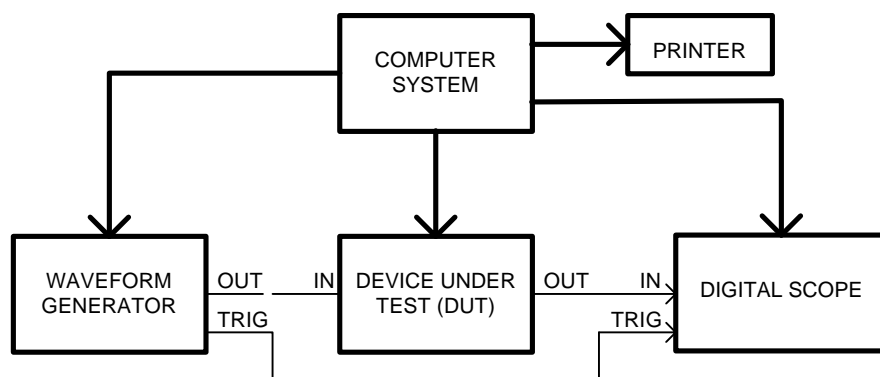 COMPUTER
SYSTEM
PRINTER
WAVEFORM
GENERATOR
OUT
TRIG
IN
DEVICE UNDER
TEST (DUT)
OUT
IN
TRIG
DIGITAL SCOPE